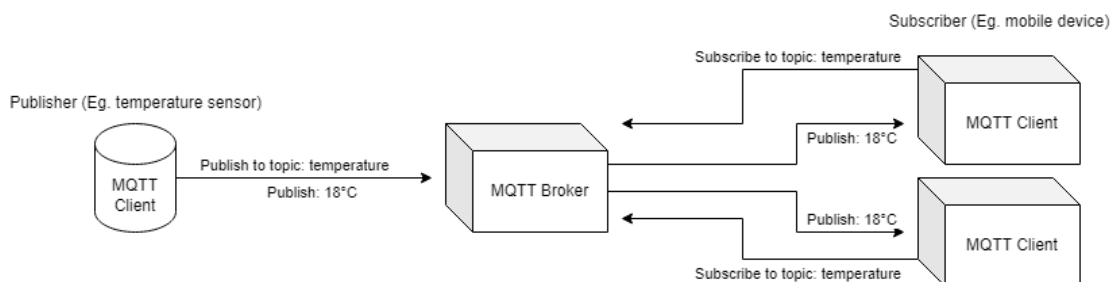 Subscriber (Eg. mobile device)
Subscribe to topic: temperature
Publisher (Eg. temperature sensor)
MQTT Client
Publish: 18°C
Publish to topic: temperature
MQTT
Client
Publish: 18°C
MQTT Broker
Publish: 18°C
MQTT Client
Subscribe to topic: temperature